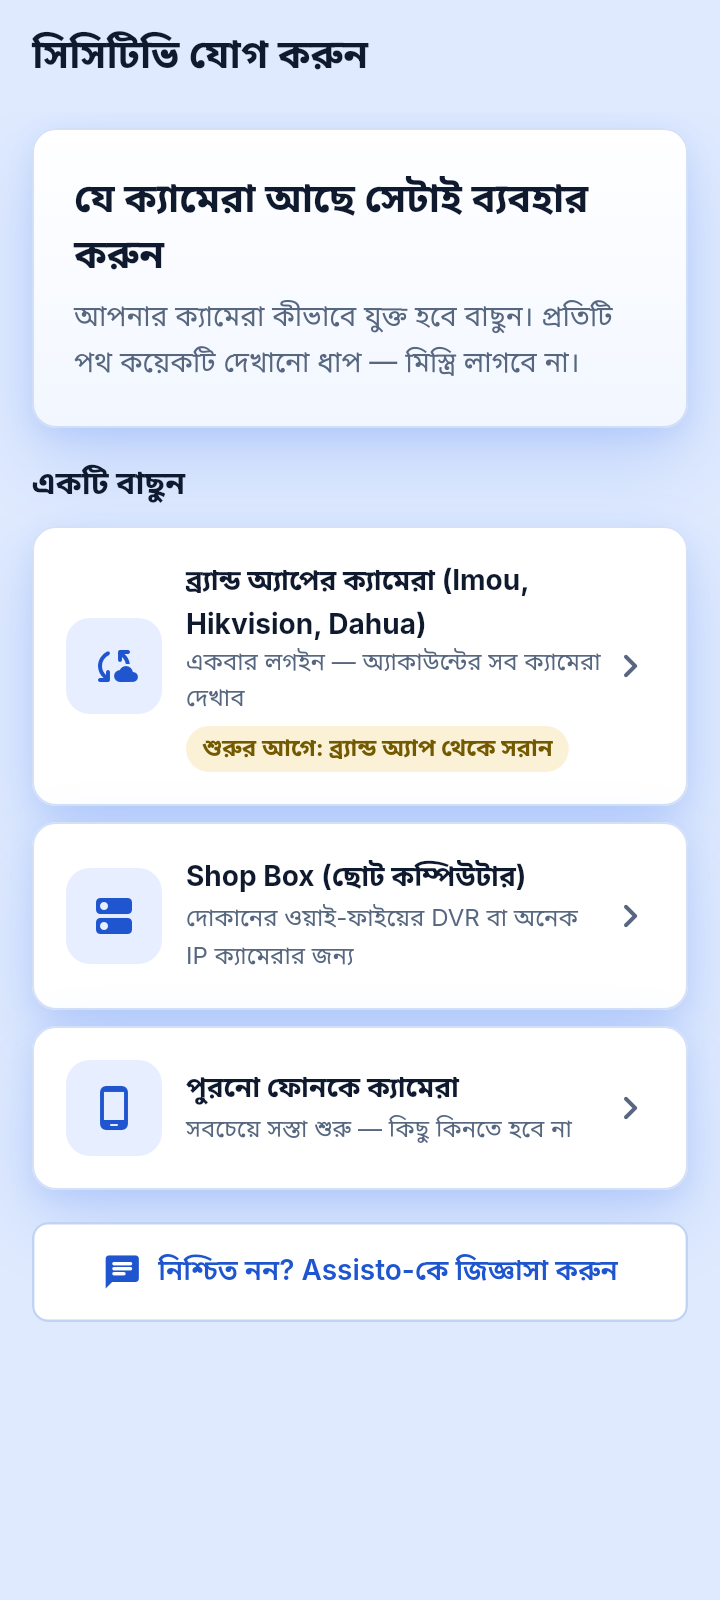 সিসিটিভি যোগ করুন
যে ক্যামেরা আছে সেটাই ব্যবহার
করুন
আপনার ক্যামেরা কীভাবে যুক্ত হবে বাছুন। প্রতিটি
পথ কয়েকটি দেখানো ধাপ — মিস্ত্রি লাগবে না।
একটি বাছুন
ব্র্যান্ড অ্যাপের ক্যামেরা (Imou,
Hikvision, Dahua)
একবার লগইন — অ্যাকাউন্টের সব ক্যামেরা
দেখাব
শুরুর আগে: ব্র্যান্ড অ্যাপ থেকে সরান
Shop Box (ছোট কম্পিউটার)
দোকানের ওয়াই-ফাইয়ের DVR বা অনেক
IP ক্যামেরার জন্য
পুরনো ফোনকে ক্যামেরা
সবচেয়ে সস্তা শুরু — কিছু কিনতে হবে না
নিশ্চিত নন? Assisto-কে জিজ্ঞাসা করুন